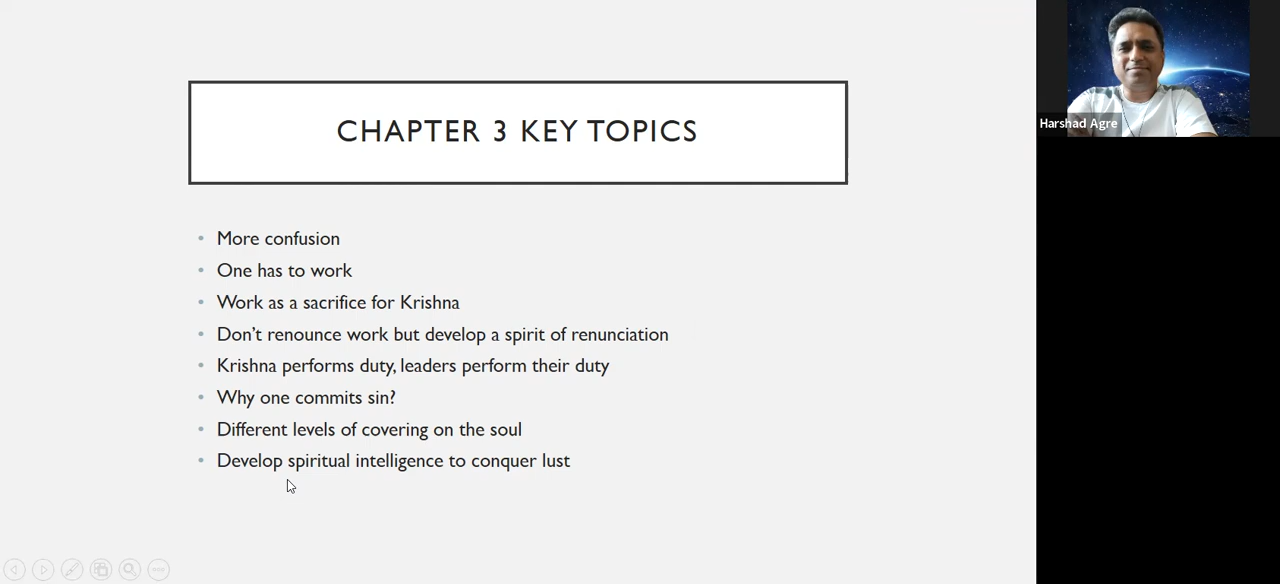 CHAPTER 3 KEY TOPICS
• More confusion
• One has to work
• Work as a sacrifice for Krishna
• Don't renounce work but develop a spirit of renunciation
• Krishna performs duty, leaders perform their duty
• Why one commits sin?
• Different levels of covering on the soul
• Develop spiritual intelligence to conquer lust
Harshad Agre